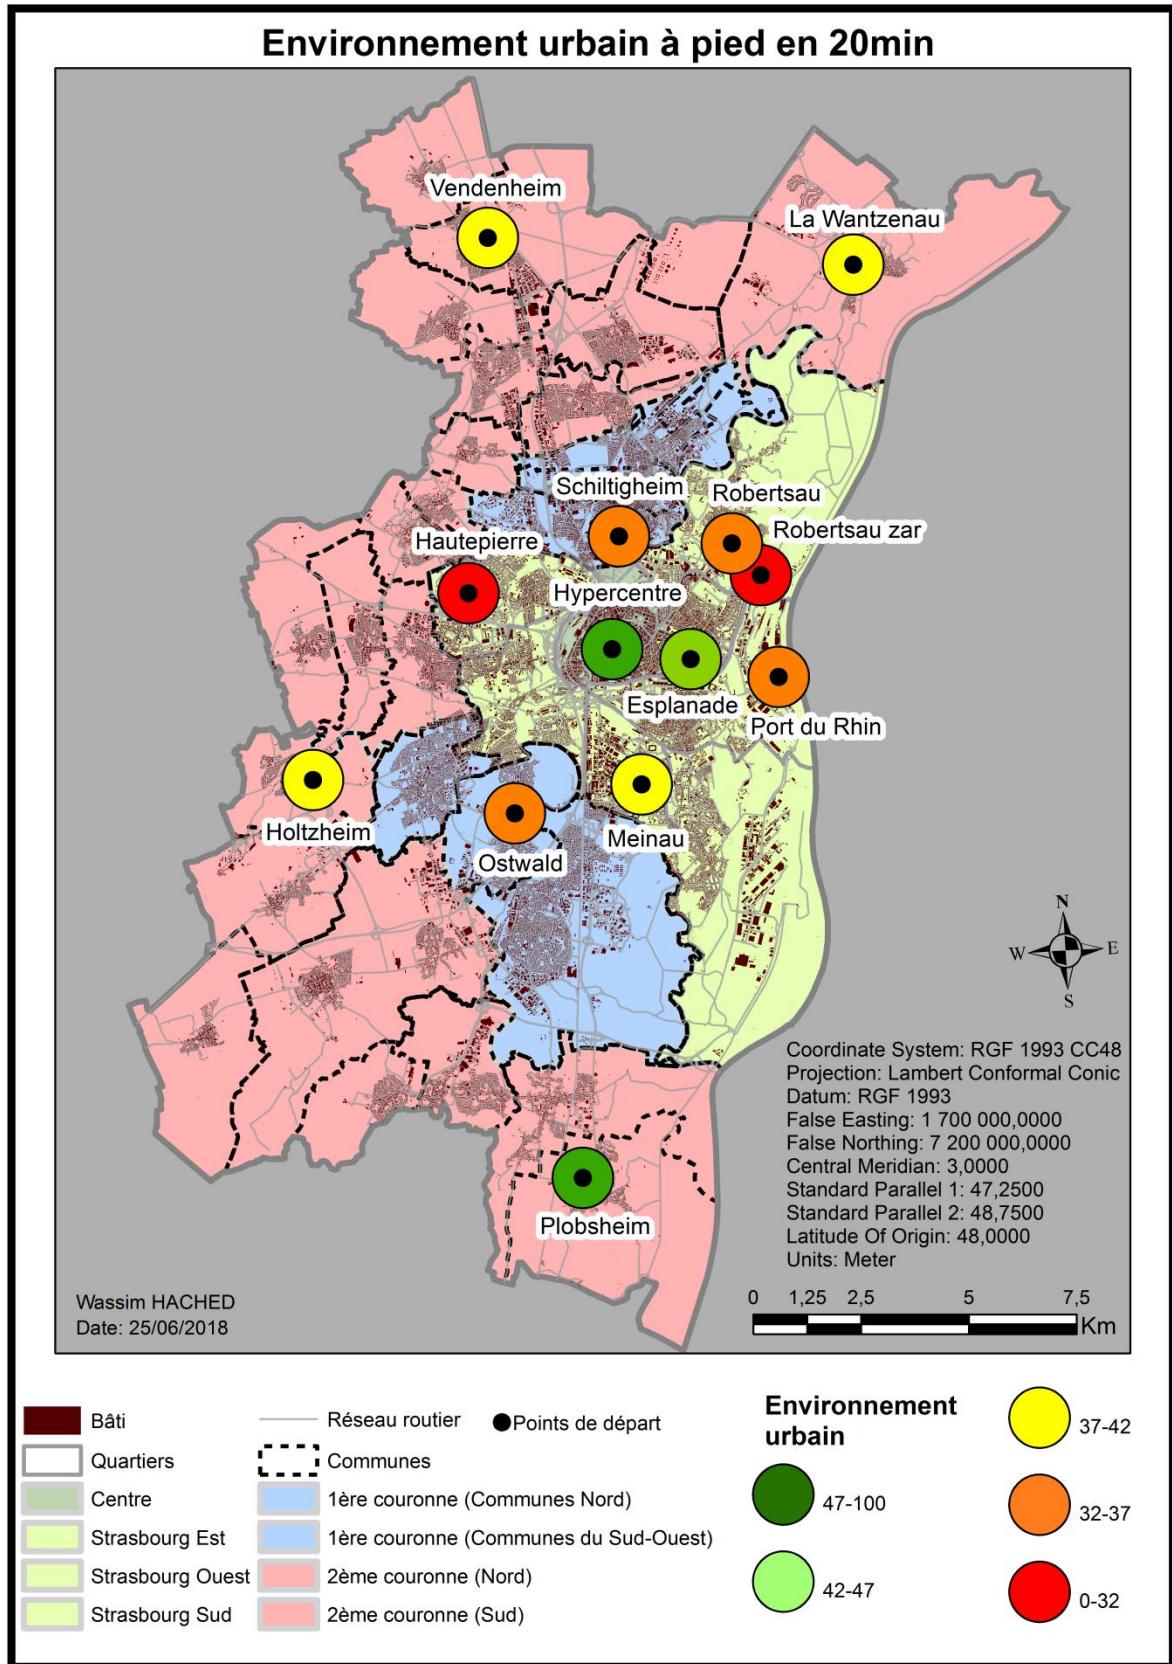 Environnement urbain à pied en 20min
Vendenheim
La Wantzenau
Schiltigheim
Robertsau
Robertsau zar
Hautepierre
Hypercentre
Esplanade
Port du Rhin
Holtzheim
Ostwald
Meinau
Plobsheim
N
W
E
S
Coordinate System: RGF 1993 CC48
Projection: Lambert Conformal Conic
Datum: RGF 1993
False Easting: 1 700 000,0000
False Northing: 7 200 000,0000
Central Meridian: 3,0000
Standard Parallel 1: 47,2500
Standard Parallel 2: 48,7500
Latitude Of Origin: 48,0000
Units: Meter
Wassim HACHED
Date: 25/06/2018
0 1,25 2,5 5 7,5
Km
Bâti
Quartiers
Centre
Strasbourg Est
Strasbourg Ouest
Strasbourg Sud
Réseau routier
Points de départ
Communes
1ère couronne (Communes Nord)
1ère couronne (Communes du Sud-Ouest)
2ème couronne (Nord)
2ème couronne (Sud)
Environnement
urbain
47-100
42-47
37-42
32-37
0-32